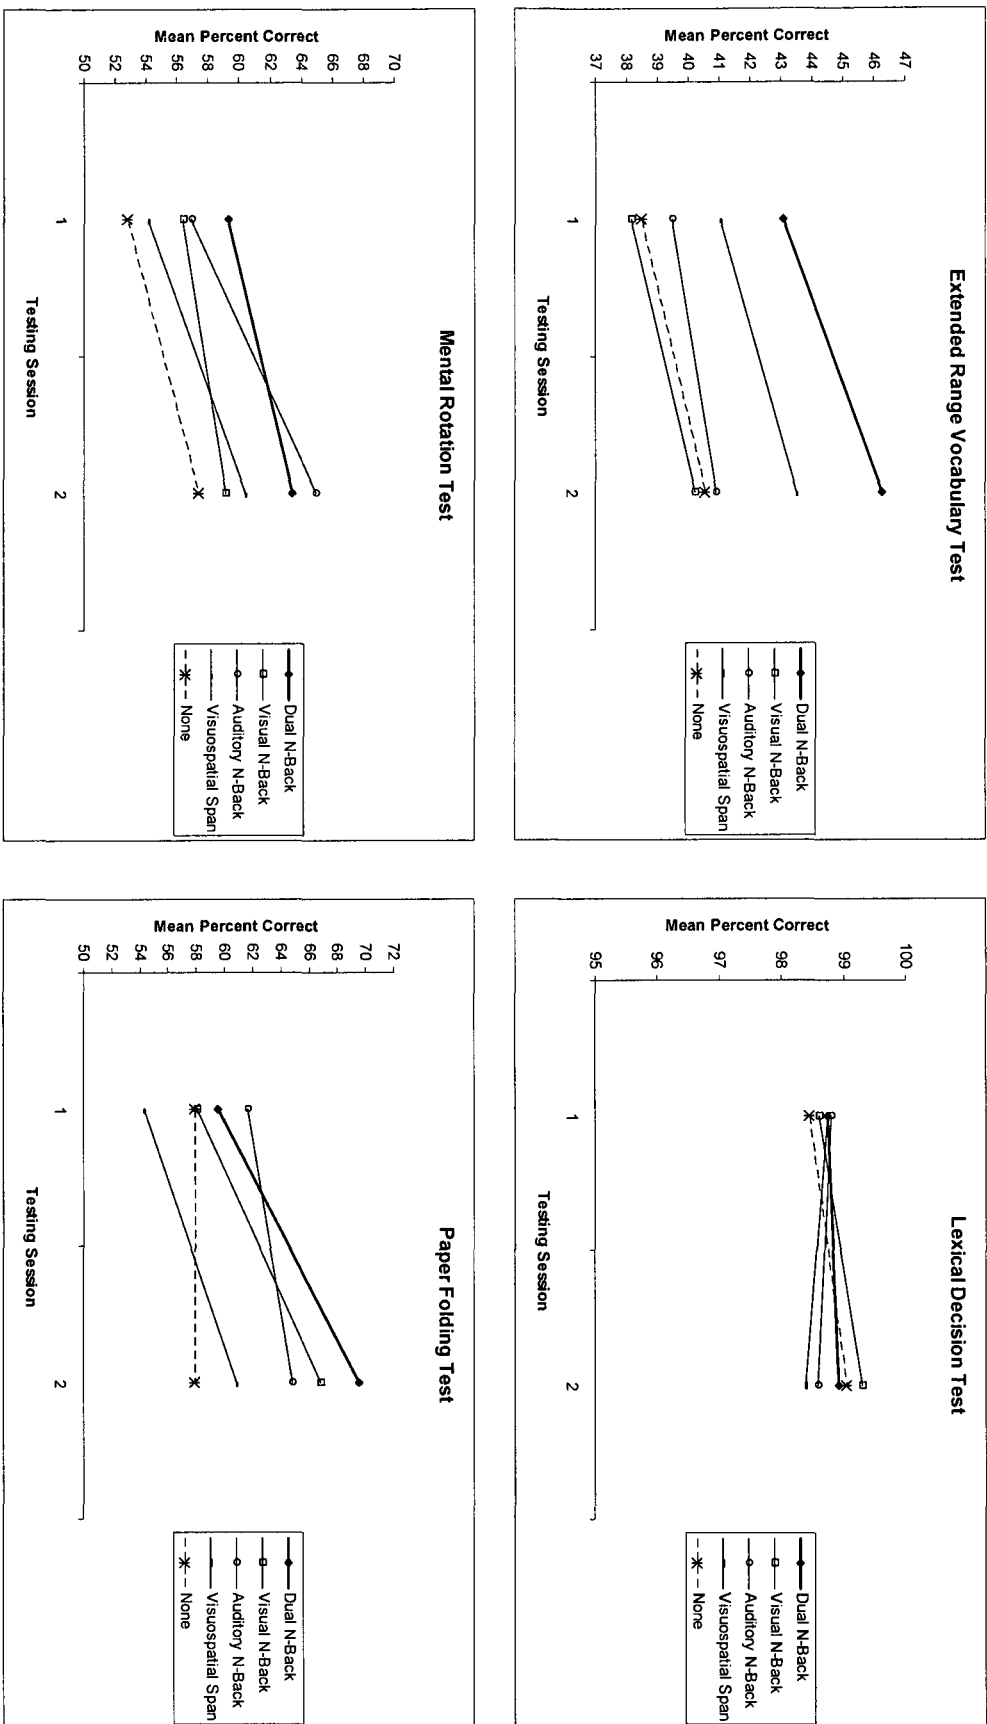 Extended Range Vocabulary Test
Mean Percent Correct
47
46
45
44
43
42
41
40
39
38
37
1
2
Testing Session
Dual N-Back
Visual N-Back
Auditory N-Back
Visuospatial Span
None
Lexical Decision Test
Mean Percent Correct
100
99
98
97
96
95
1
2
Testing Session
Dual N-Back
Visual N-Back
Auditory N-Back
Visuospatial Span
None
Mental Rotation Test
Mean Percent Correct
70
68
66
64
62
60
58
56
54
52
50
1
2
Testing Session
Dual N-Back
Visual N-Back
Auditory N-Back
Visuospatial Span
None
Paper Folding Test
Mean Percent Correct
72
70
68
66
64
62
60
58
56
54
52
50
1
2
Testing Session
Dual N-Back
Visual N-Back
Auditory N-Back
Visuospatial Span
None